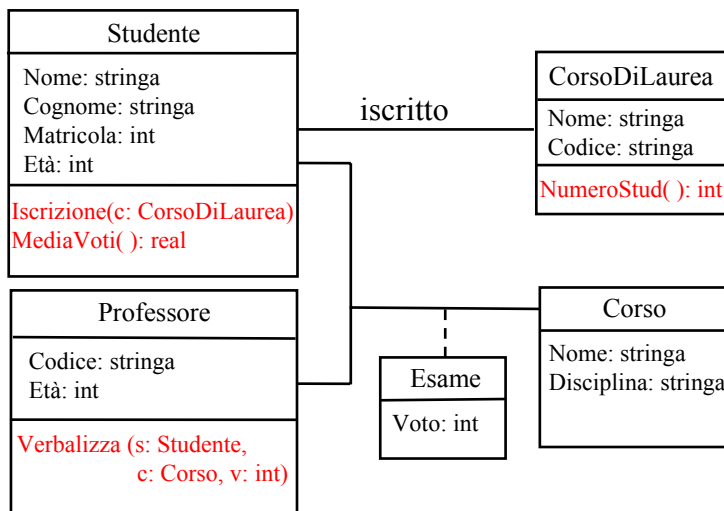 Studente
Nome: stringa
Cognome: stringa
Matricola: int
Età: int
Iscrizione(c: CorsoDiLaurea)
MediaVoti( ): real
iscritto
CorsoDiLaurea
Nome: stringa
Codice: stringa
NumeroStud( ): int
Professore
Codice: stringa
Età: int
Verbalizza (s: Studente,
c: Corso, v: int)
Esame
Voto: int
Corso
Nome: stringa
Disciplina: stringa